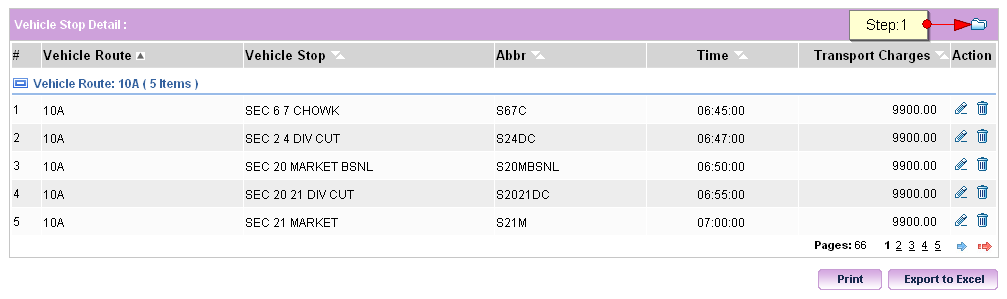 Vehicle Stop Detail :
Step:1
# Vehicle Route Vehicle Stop Abbr Time Transport Charges Action
Vehicle Route: 10A ( 5 Items )
1 10A SEC 6 7 CHOWK S67C 06:45:00 9900.00
2 10A SEC 2 4 DIV CUT S24DC 06:47:00 9900.00
3 10A SEC 20 MARKET BSNL S20MBSNL 06:50:00 9900.00
4 10A SEC 20 21 DIV CUT S2021DC 06:55:00 9900.00
5 10A SEC 21 MARKET S21M 07:00:00 9900.00
Pages: 66 1 2 3 4 5
Print Export to Excel